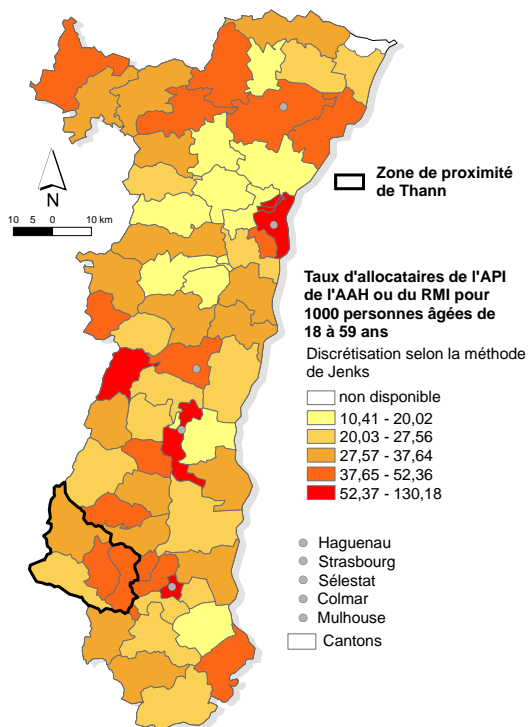 Zone de proximité
de Thann
N
10 5 0 10 km
Taux d'allocataires de l'API
de l'AAH ou du RMI pour
1000 personnes âgées de
18 à 59 ans
Discrétisation selon la méthode
de Jenks
non disponible
10,41 - 20,02
20,03 - 27,56
27,57 - 37,64
37,65 - 52,36
52,37 - 130,18
Haguenau
Strasbourg
Sélestat
Colmar
Mulhouse
Cantons